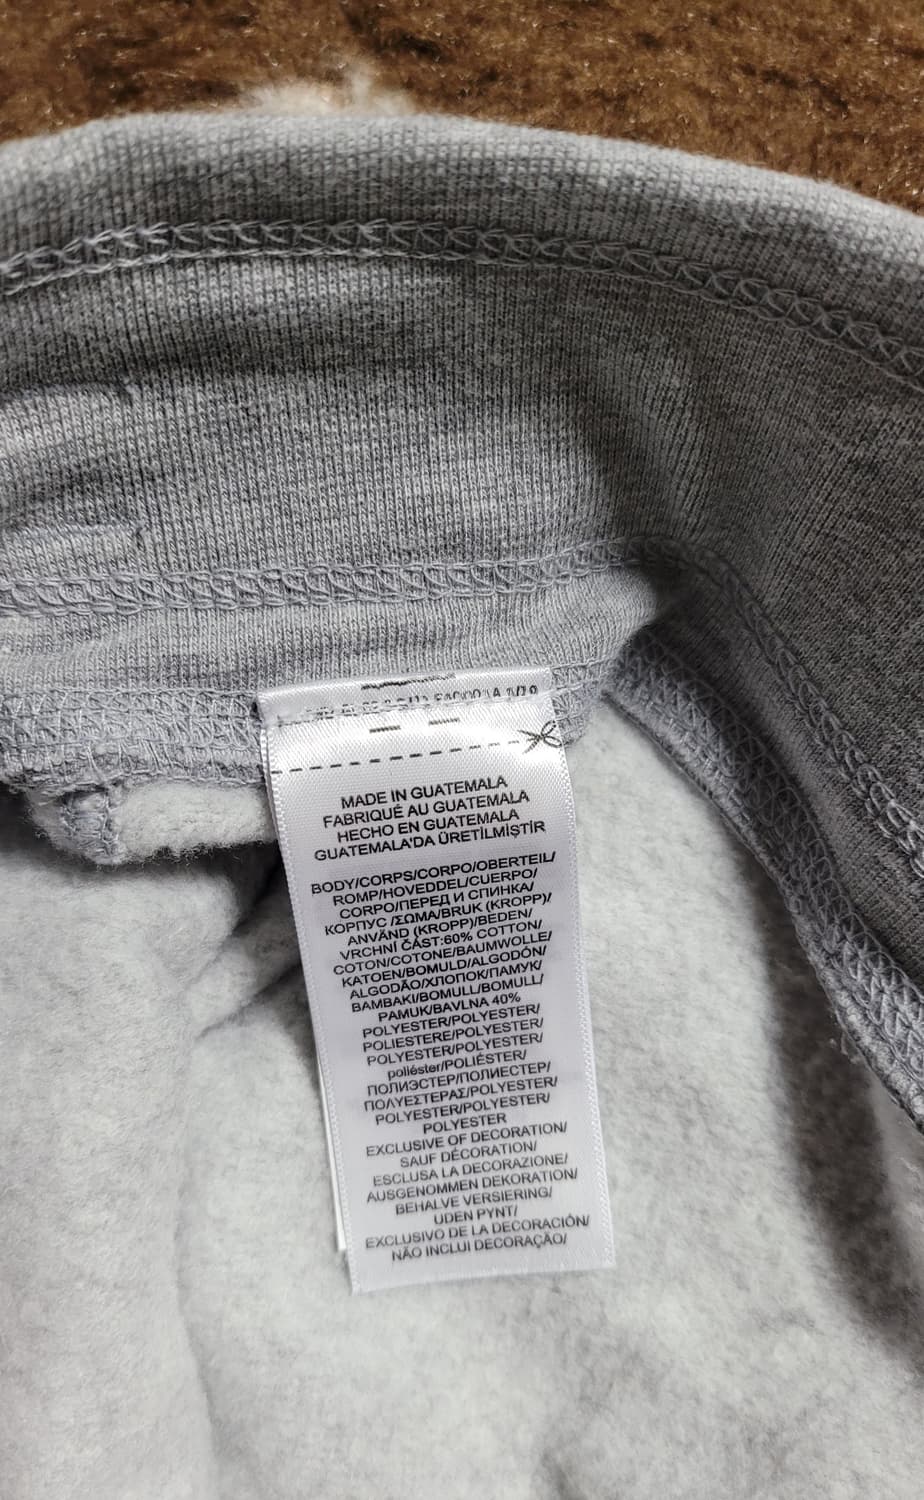 MADE IN GUATEMALA
FABRIQUÉ AU GUATEMALA
HECHO EN GUATEMALA
GUATEMALA'DA ÜRETİLMİŞTİR
BODY/CORPS/CORPO/OBERTEIL/
ROMP/HOVEDDEL/CUERPO/
CORPO/ПЕРЕД И СПИНКА/
КОРПУС /ΣΩΜΑ/BRUK (KROPP)/
ANVÄND (KROPP)/BEDEN/
VRCHNÍ ČÁST:60% COTTON/
COTON/COTONE/BAUMWOLLE/
KATOEN/BOMULD/ALGODÓN/
ALGODÃO/ХЛОПОК/ПАМУК/
BAMBAKI/BOMULL/BOMULL/
PAMUK/BAVLNA 40%
POLYESTER/POLYESTER/
POLIESTERE/POLYESTER/
POLYESTER/POLYESTER/
poliéster/POLIÉSTER/
ПОЛИЭСТЕР/ПОЛИЕСТЕР/
ΠΟΛΥΕΣΤΕΡΑΣ/POLYESTER/
POLYESTER/POLYESTER/
POLYESTER
EXCLUSIVE OF DECORATION/
SAUF DÉCORATION/
ESCLUSA LA DECORAZIONE/
AUSGENOMMEN DEKORATION/
BEHALVE VERSIERING/
UDEN PYNT/
EXCLUSIVO DE LA DECORACIÓN/
NÃO INCLUI DECORAÇÃO/